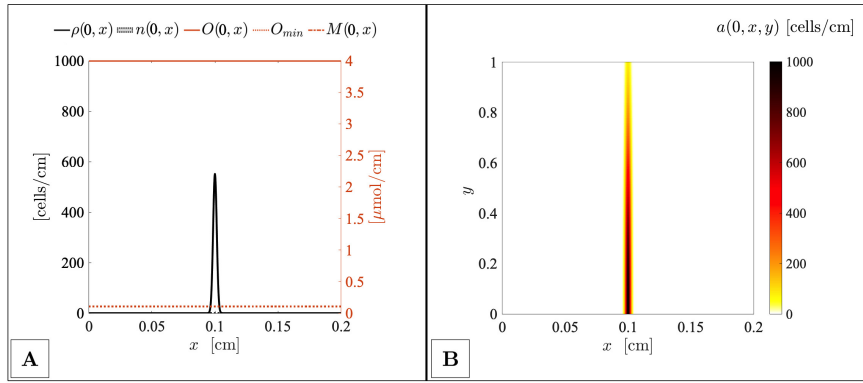 ρ(0, x) n(0, x) O(0, x) O_min M(0, x)
1000
800
600
400
200
0
[cells/cm]
4
3.5
3
2.5
2
1.5
1
0.5
0
[μmol/cm]
0 0.05 0.1 0.15 0.2
x [cm]
A
a(0, x, y) [cells/cm]
1
0.8
0.6
0.4
0.2
0
y
1000
800
600
400
200
0
0 0.05 0.1 0.15 0.2
x [cm]
B